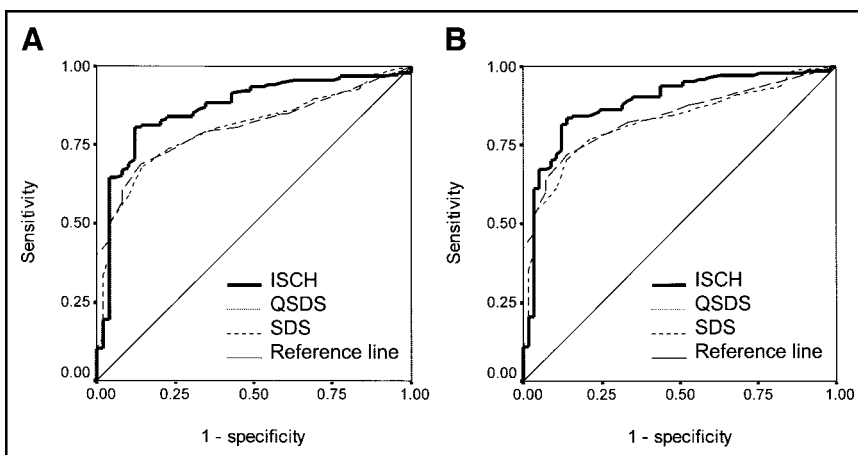 A
1.00
0.75
0.50
0.25
0.00
Sensitivity
ISCH
QSDS
SDS
Reference line
0.00 0.25 0.50 0.75 1.00
1 - specificity
B
1.00
0.75
0.50
0.25
0.00
Sensitivity
ISCH
QSDS
SDS
Reference line
0.00 0.25 0.50 0.75 1.00
1 - specificity